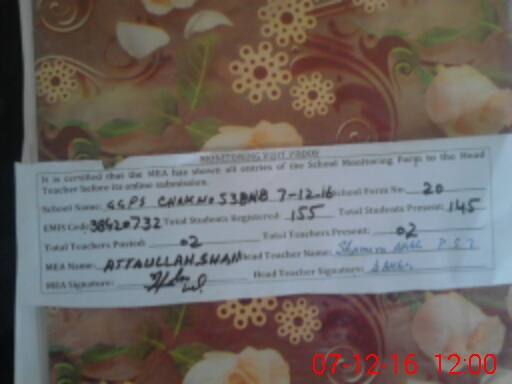 MONITORING VISIT PROOF
It is certified that the MEA has shown all entries of the School Monitoring Form to the Head
Teacher before its online submission.
School Name: GGPS CHAK NO 53BNB 7-12-16 School Form No: 20
EMIS Code: 38420732 Total Students Registered: 155 Total Students Present: 145
Total Teachers Posted: 02 Total Teachers Present: 02
MEA Name: ATTAULLAH SHAH Head Teacher Name: P.S.T
MEA Signature: Head Teacher Signature:
07-12-16 12:00